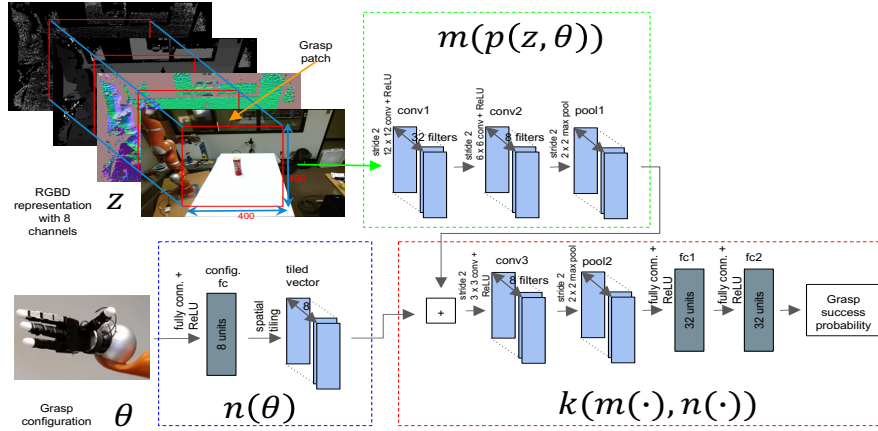 Grasp
patch
m(p(z, θ))
RGBD
representation
with 8
channels
z
400
400
stride 2
12 x 12 conv + ReLU
conv1
32 filters
stride 2
6 x 6 conv + ReLU
conv2
8 filters
stride 2
2 x 2 max pool
pool1
Grasp
configuration
θ
fully conn. +
ReLU
config.
fc
8 units
spatial
tiling
tiled
vector
8
n(θ)
+
stride 2
3 x 3 conv +
ReLU
conv3
8 filters
stride 2
2 x 2 max pool
pool2
fully conn. +
ReLU
fc1
32 units
fully conn. +
ReLU
fc2
32 units
Grasp
success
probability
k(m(·), n(·))